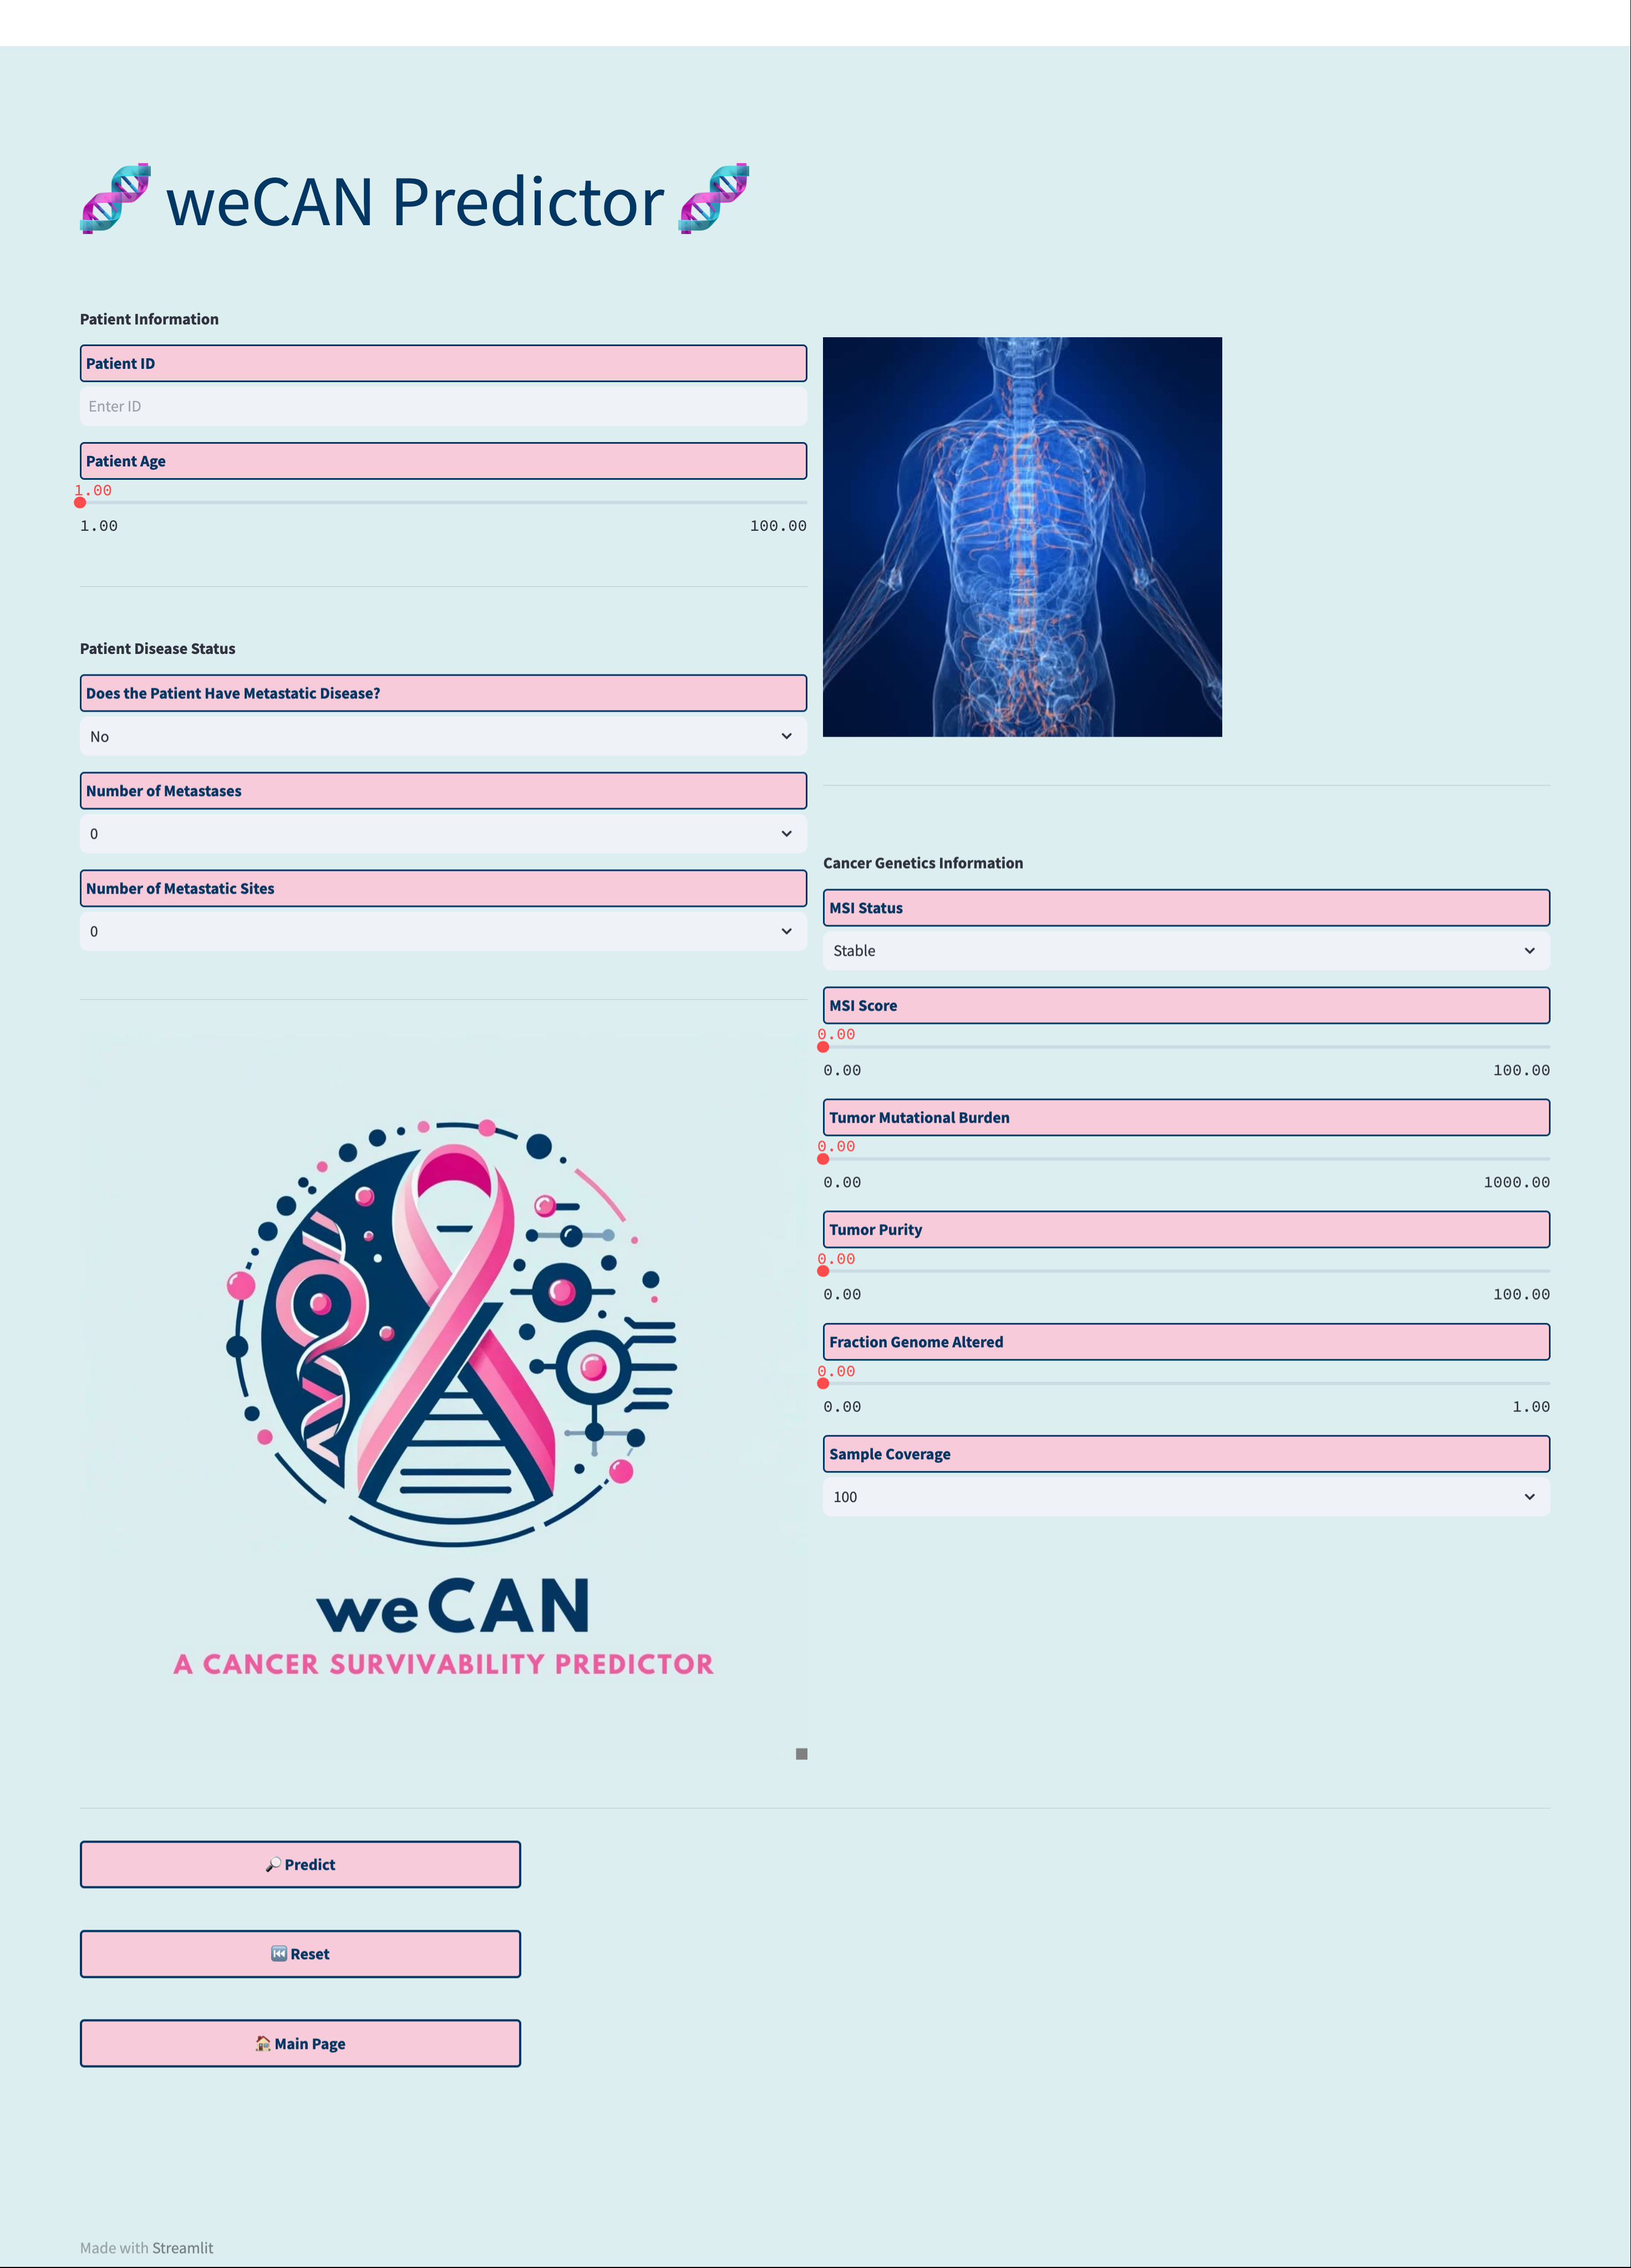 🧬 weCAN Predictor 🧬
Patient Information
Patient ID
Enter ID
Patient Age
1.00
1.00 100.00
Patient Disease Status
Does the Patient Have Metastatic Disease?
No
Number of Metastases
0
Number of Metastatic Sites
0
weCAN
A CANCER SURVIVABILITY PREDICTOR
Cancer Genetics Information
MSI Status
Stable
MSI Score
0.00
0.00 100.00
Tumor Mutational Burden
0.00
0.00 1000.00
Tumor Purity
0.00
0.00 100.00
Fraction Genome Altered
0.00
0.00 1.00
Sample Coverage
100
🔎 Predict
⏮️ Reset
🏠 Main Page
Made with Streamlit